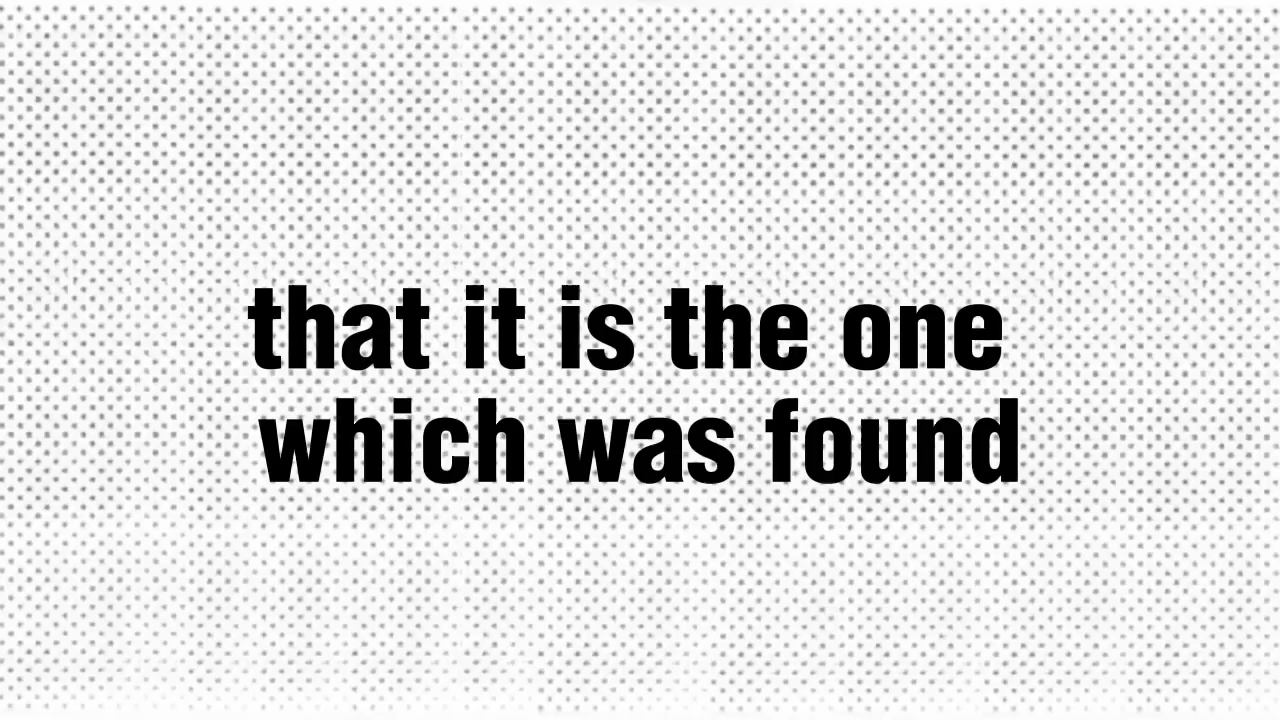 that it is the one
which was found